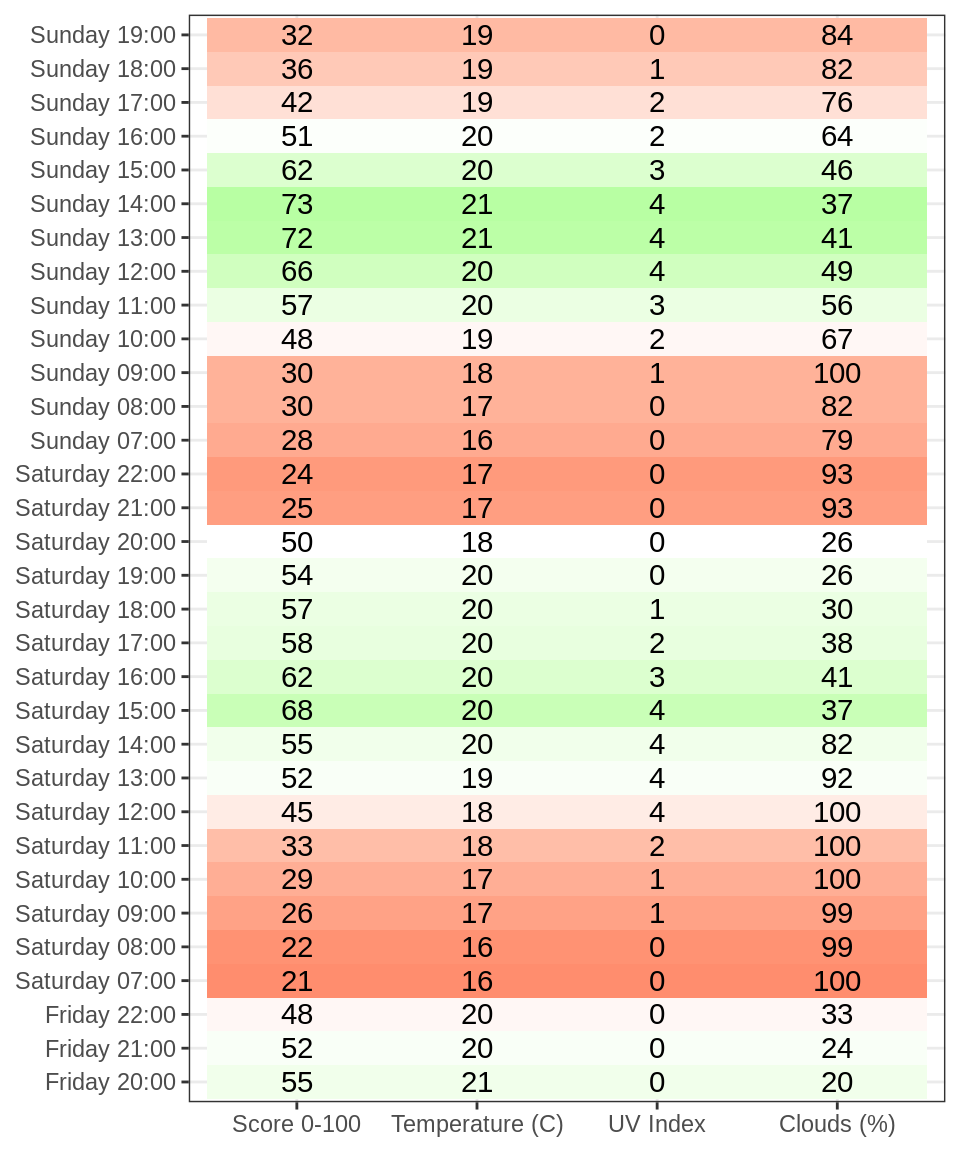 Sunday 19:00 32 19 0 84
Sunday 18:00 36 19 1 82
Sunday 17:00 42 19 2 76
Sunday 16:00 51 20 2 64
Sunday 15:00 62 20 3 46
Sunday 14:00 73 21 4 37
Sunday 13:00 72 21 4 41
Sunday 12:00 66 20 4 49
Sunday 11:00 57 20 3 56
Sunday 10:00 48 19 2 67
Sunday 09:00 30 18 1 100
Sunday 08:00 30 17 0 82
Sunday 07:00 28 16 0 79
Saturday 22:00 24 17 0 93
Saturday 21:00 25 17 0 93
Saturday 20:00 50 18 0 26
Saturday 19:00 54 20 0 26
Saturday 18:00 57 20 1 30
Saturday 17:00 58 20 2 38
Saturday 16:00 62 20 3 41
Saturday 15:00 68 20 4 37
Saturday 14:00 55 20 4 82
Saturday 13:00 52 19 4 92
Saturday 12:00 45 18 4 100
Saturday 11:00 33 18 2 100
Saturday 10:00 29 17 1 100
Saturday 09:00 26 17 1 99
Saturday 08:00 22 16 0 99
Saturday 07:00 21 16 0 100
Friday 22:00 48 20 0 33
Friday 21:00 52 20 0 24
Friday 20:00 55 21 0 20
Score 0-100 Temperature (C) UV Index Clouds (%)